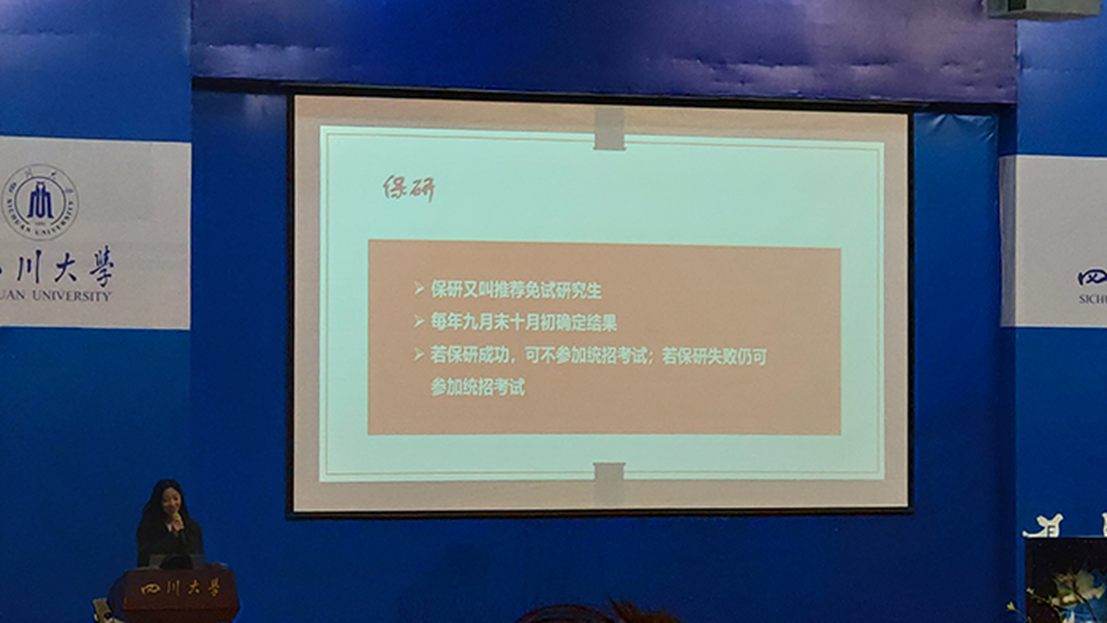 保研
保研又叫推荐免试研究生
每年九月末十月初确定结果
若保研成功，可不参加统招考试；若保研失败仍可
参加统招考试
四川大学
SICHUAN UNIVERSITY
川大學
UAN UNIVERSITY
四
SICHU
四川大學
E